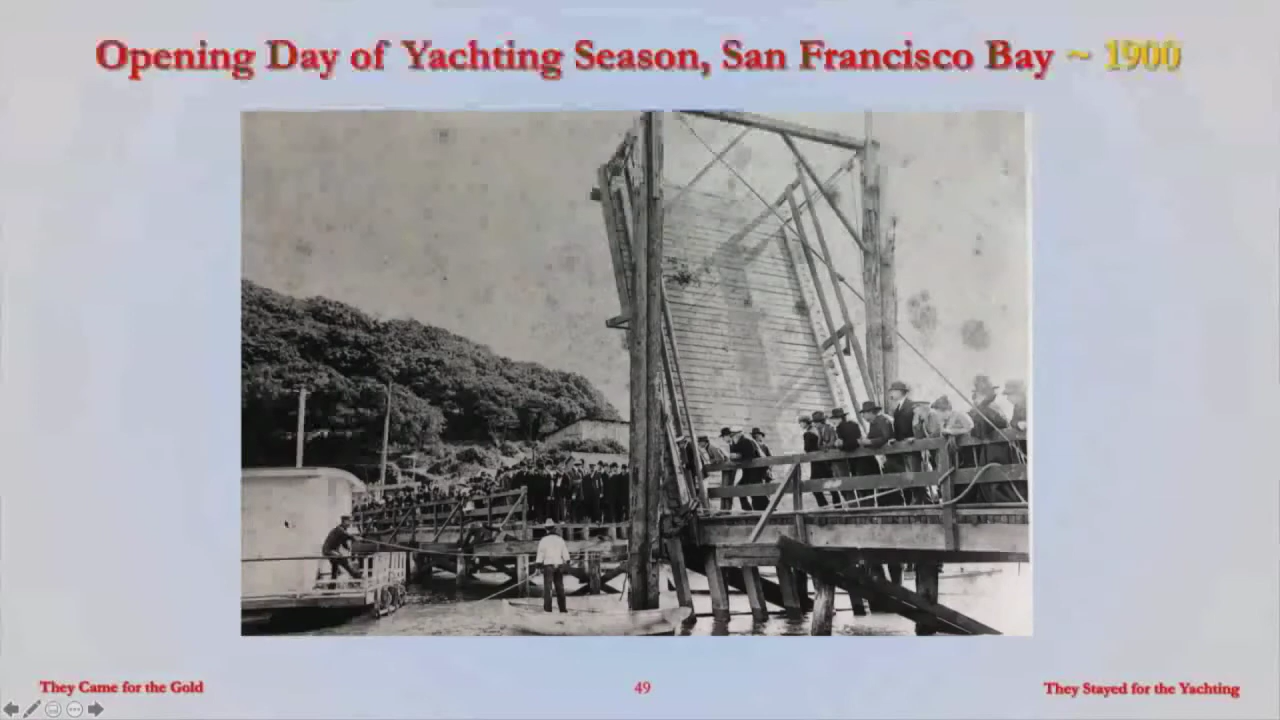 Opening Day of Yachting Season, San Francisco Bay ~ 1900
They Came for the Gold
49
They Stayed for the Yachting